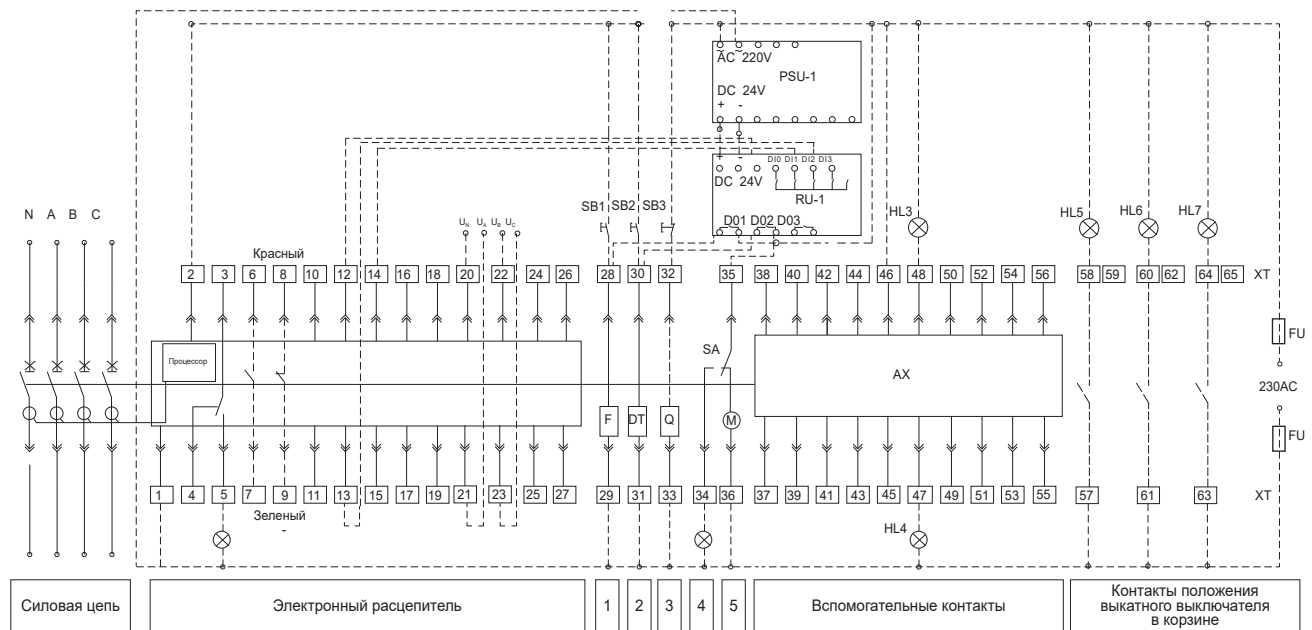 AC 220V
PSU-1
DC 24V
+ -
+ -
DI0 DI1 DI2 DI3
DC 24V
RU-1
D01 D02 D03
N A B C
SB1 SB2 SB3
HL3 HL5 HL6 HL7
UN UA UB UC
Красный
2 3 6 8 10 12 14 16 18 20 22 24 26 28 30 32 35 38 40 42 44 46 48 50 52 54 56 58 59 60 62 64 65 XT
FU
Процессор
SA
AX
230AC
F DT Q M
FU
1 4 5 7 9 11 13 15 17 19 21 23 25 27 29 31 33 34 36 37 39 41 43 45 47 49 51 53 55 57 61 63 XT
Зеленый
-
HL4
Силовая цепь
Электронный расцепитель
1 2 3 4 5
Вспомогательные контакты
Контакты положения
выкатного выключателя
в корзине